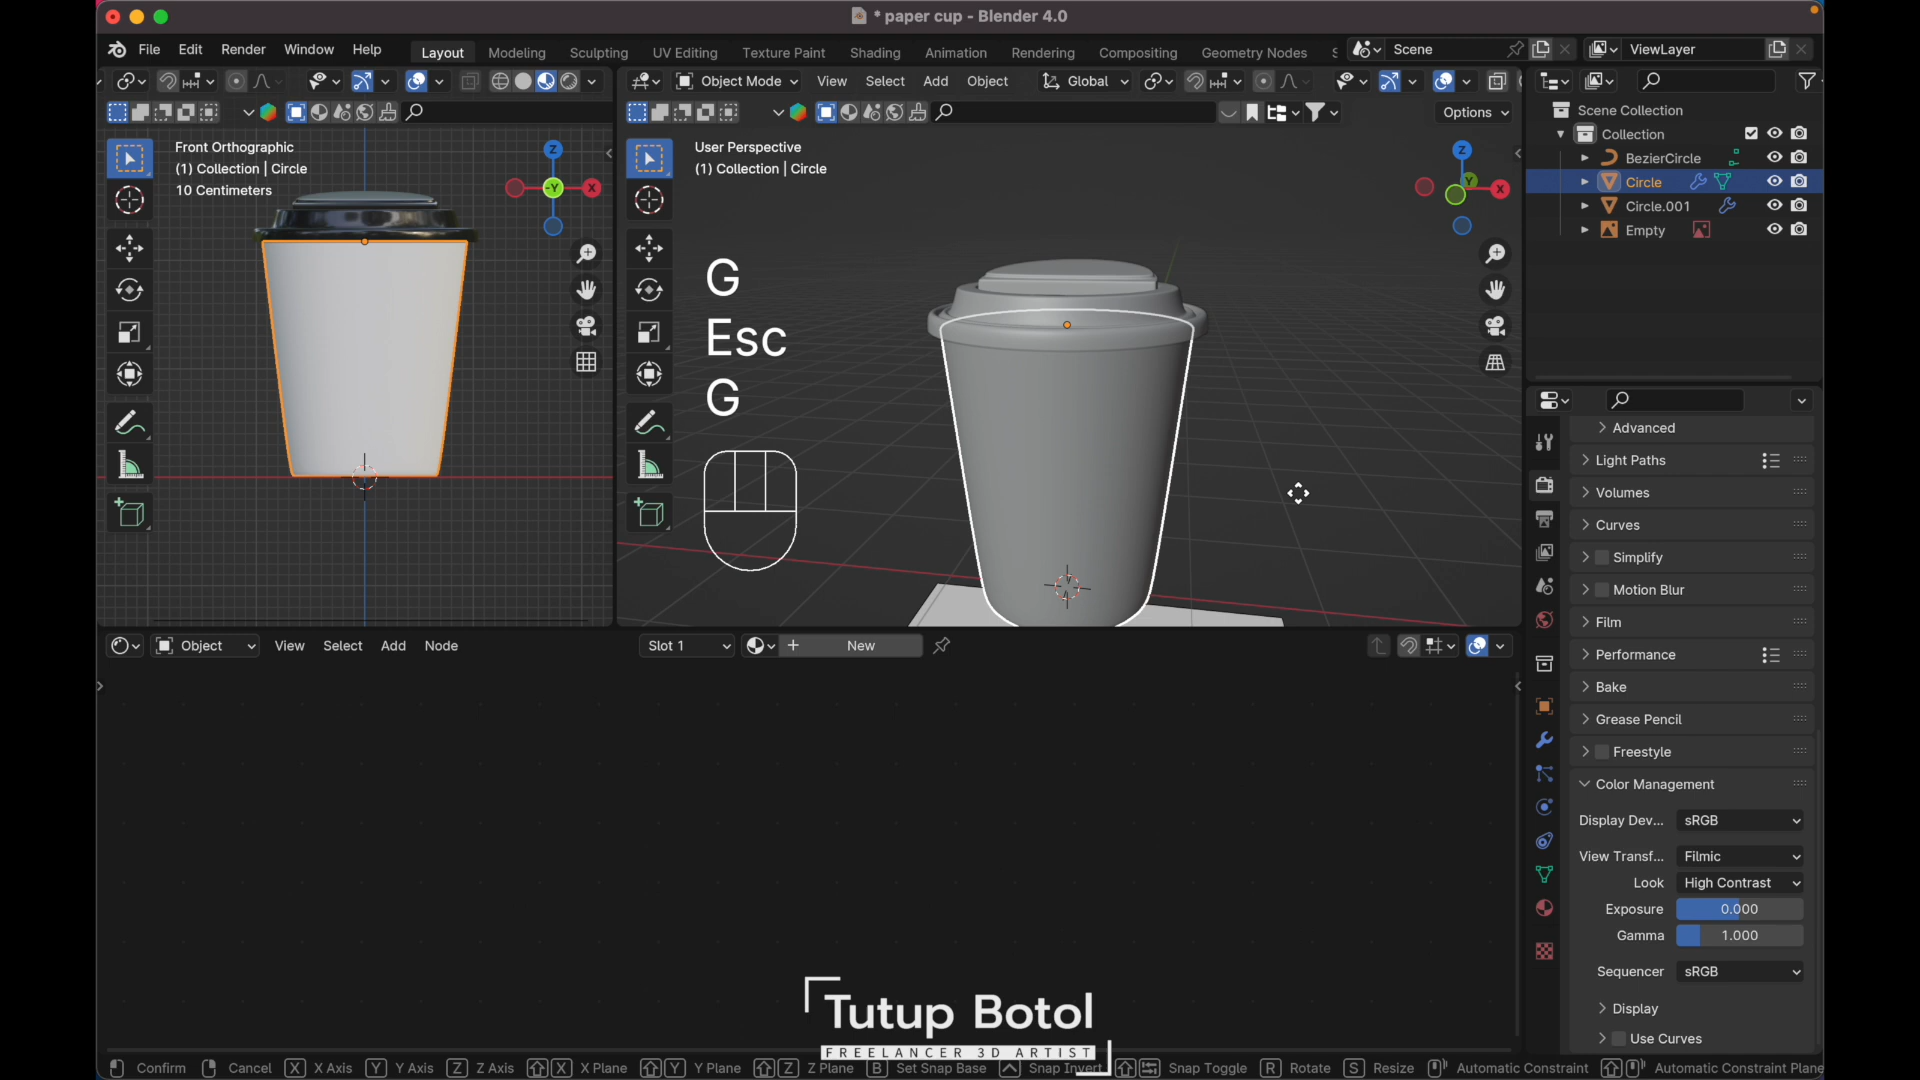 * paper cup - Blender 4.0
File Edit Render Window Help Layout Modeling Sculpting UV Editing Texture Paint Shading Animation Rendering Compositing Geometry Nodes S Scene ViewLayer
Object Mode View Select Add Object Global
Options
Front Orthographic
(1) Collection | Circle
10 Centimeters
Z
-Y
X
User Perspective
(1) Collection | Circle
Z
Y
X
G
Esc
G
Scene Collection
Collection
BezierCircle
Circle
Circle.001
Empty
Advanced
Light Paths
Volumes
Curves
Simplify
Motion Blur
Film
Performance
Bake
Grease Pencil
Freestyle
Color Management
Display Dev... sRGB
View Transf... Filmic
Look High Contrast
Exposure 0.000
Gamma 1.000
Sequencer sRGB
Display
Use Curves
Object View Select Add Node Slot 1 New
Tutup Botol
FREELANCER 3D ARTIST
Confirm Cancel X X Axis Y Y Axis Z Z Axis X X Plane Y Y Plane Z Z Plane B Set Snap Base Snap Invert Snap Toggle R Rotate S Resize Automatic Constraint Automatic Constraint Plane